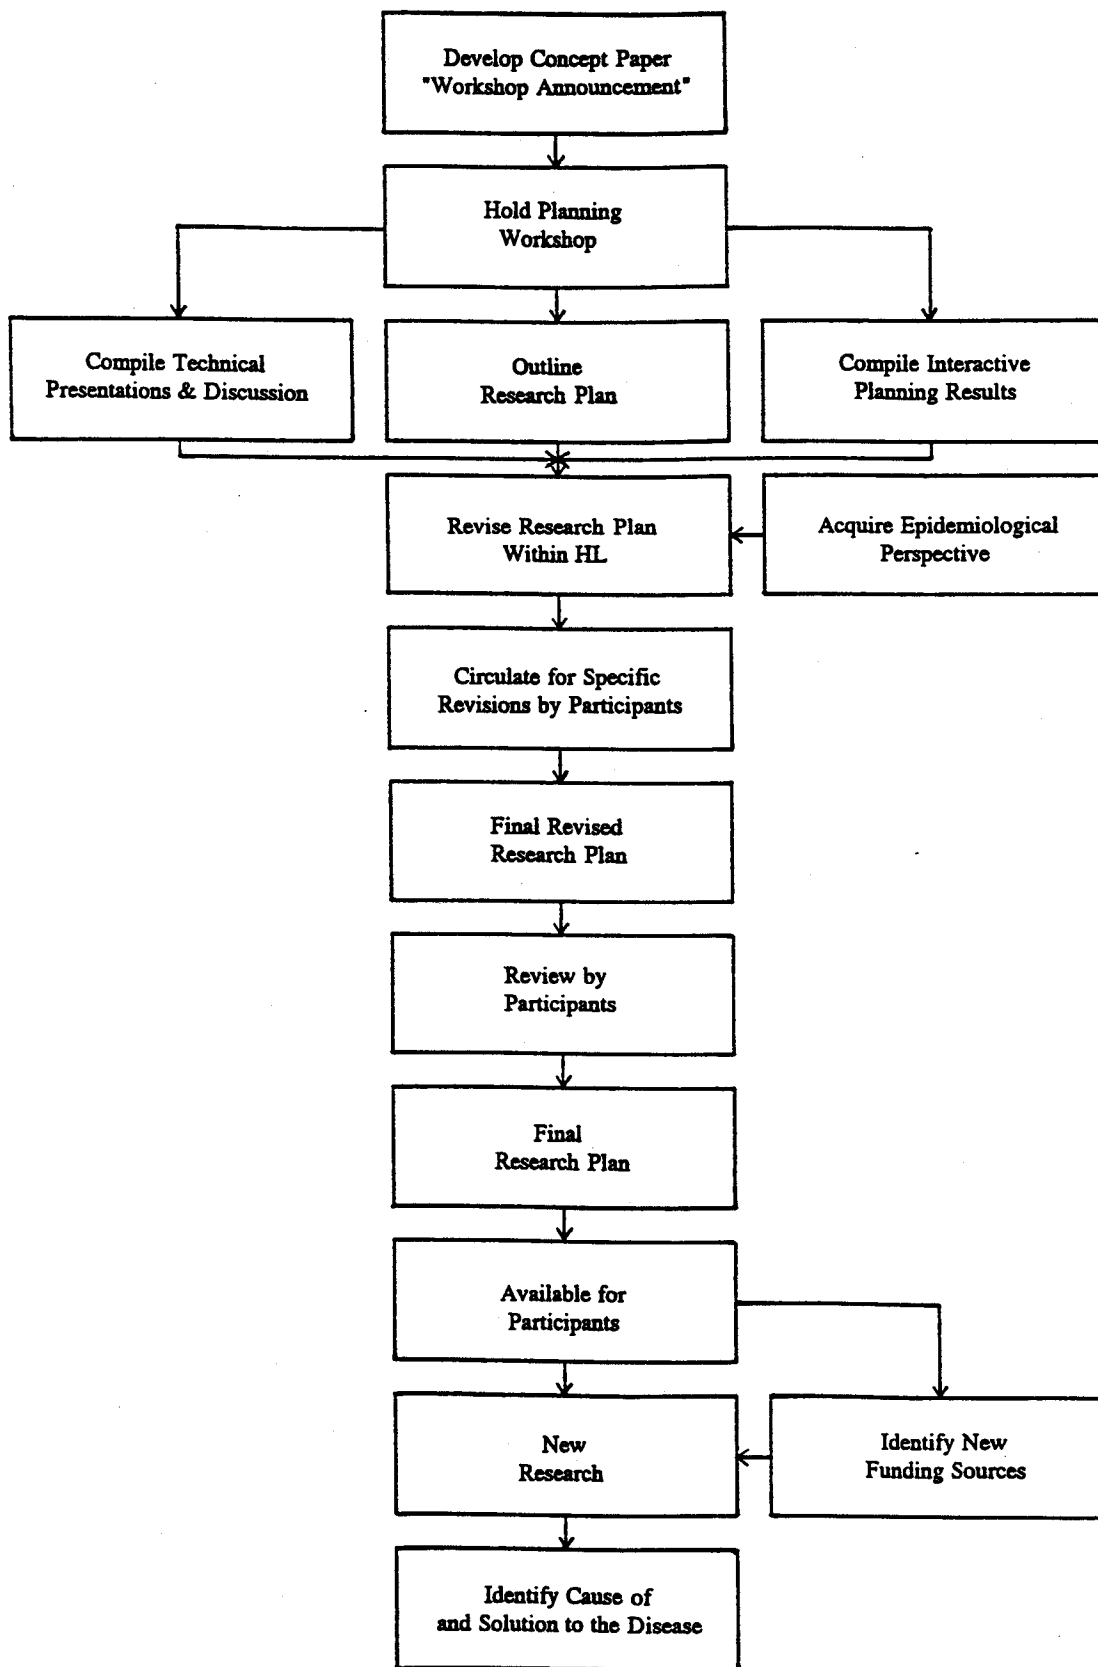 Develop Concept Paper
"Workshop Announcement"
Hold Planning
Workshop
Compile Technical
Presentations & Discussion
Outline
Research Plan
Compile Interactive
Planning Results
Revise Research Plan
Within HL
Acquire Epidemiological
Perspective
Circulate for Specific
Revisions by Participants
Final Revised
Research Plan
Review by
Participants
Final
Research Plan
Available for
Participants
New
Research
Identify New
Funding Sources
Identify Cause of
and Solution to the Disease